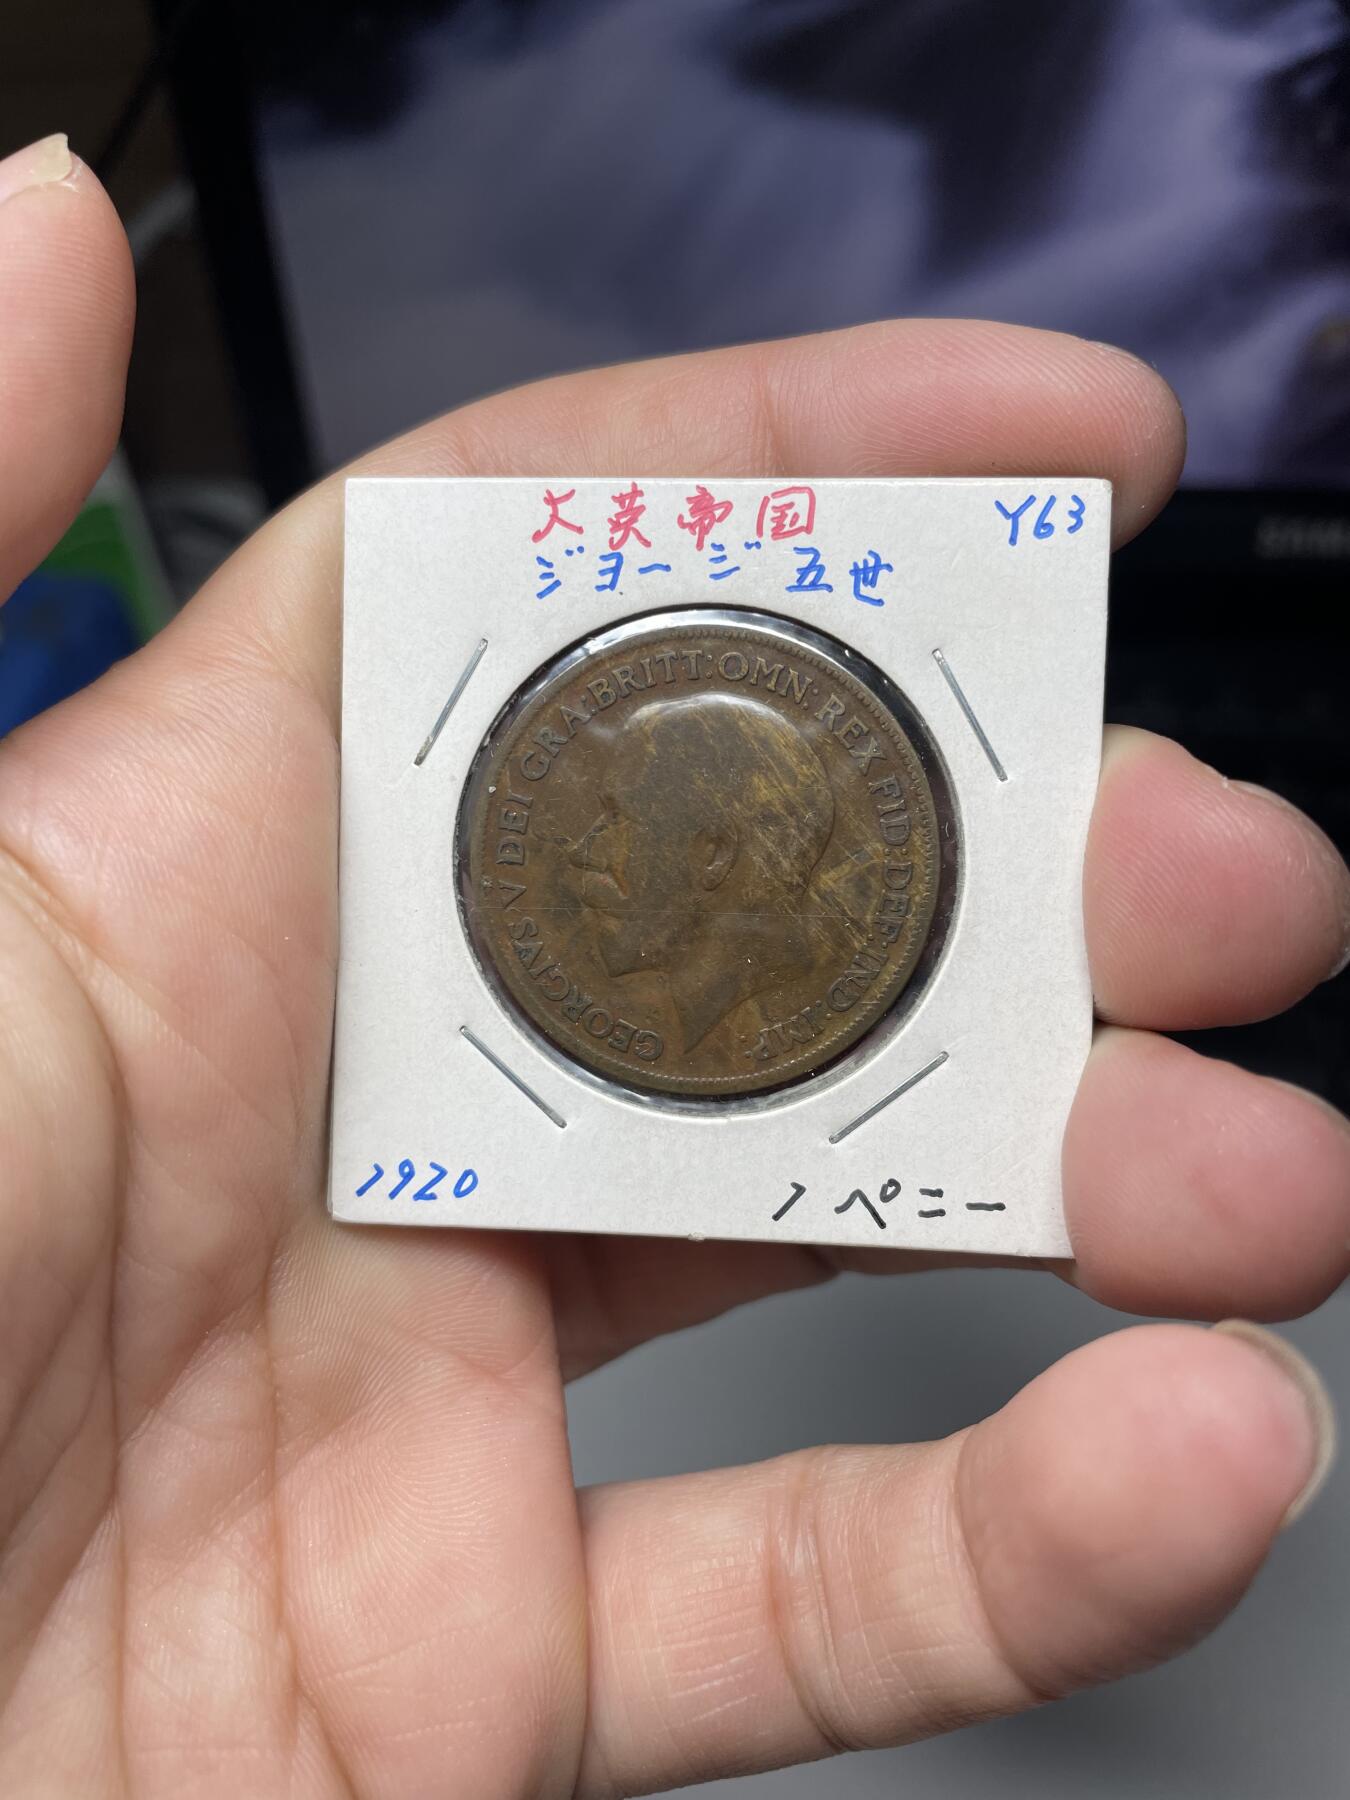 大英帝国
Y63
ジョージ五世
GEORGIVS V DEI GRA: BRITT: OMN: REX FID: DEF: IND: IMP:
1920
1 ペニー